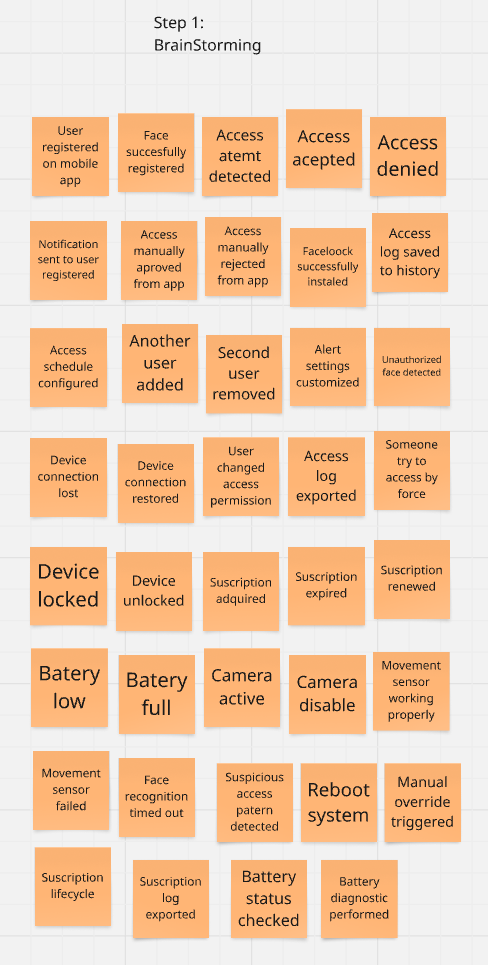 Step 1:
BrainStorming
User
registered
on mobile
app
Face
succesfully
registered
Access
atemt
detected
Access
acepted
Access
denied
Notification
sent to user
registered
Access
manually
aproved
from app
Access
manually
rejected
from app
Faceloock
successfully
instaled
Access
log saved
to history
Access
schedule
configured
Another
user
added
Second
user
removed
Alert
settings
customized
Unauthorized
face detected
Device
connection
lost
Device
connection
restored
User
changed
access
permission
Access
log
exported
Someone
try to
access by
force
Device
locked
Device
unlocked
Suscription
adquired
Suscription
expired
Suscription
renewed
Batery
low
Batery
full
Camera
active
Camera
disable
Movement
sensor
working
properly
Movement
sensor
failed
Face
recognition
timed out
Suspicious
access
patern
detected
Reboot
system
Manual
override
triggered
Suscription
lifecycle
Suscription
log
exported
Battery
status
checked
Battery
diagnostic
performed